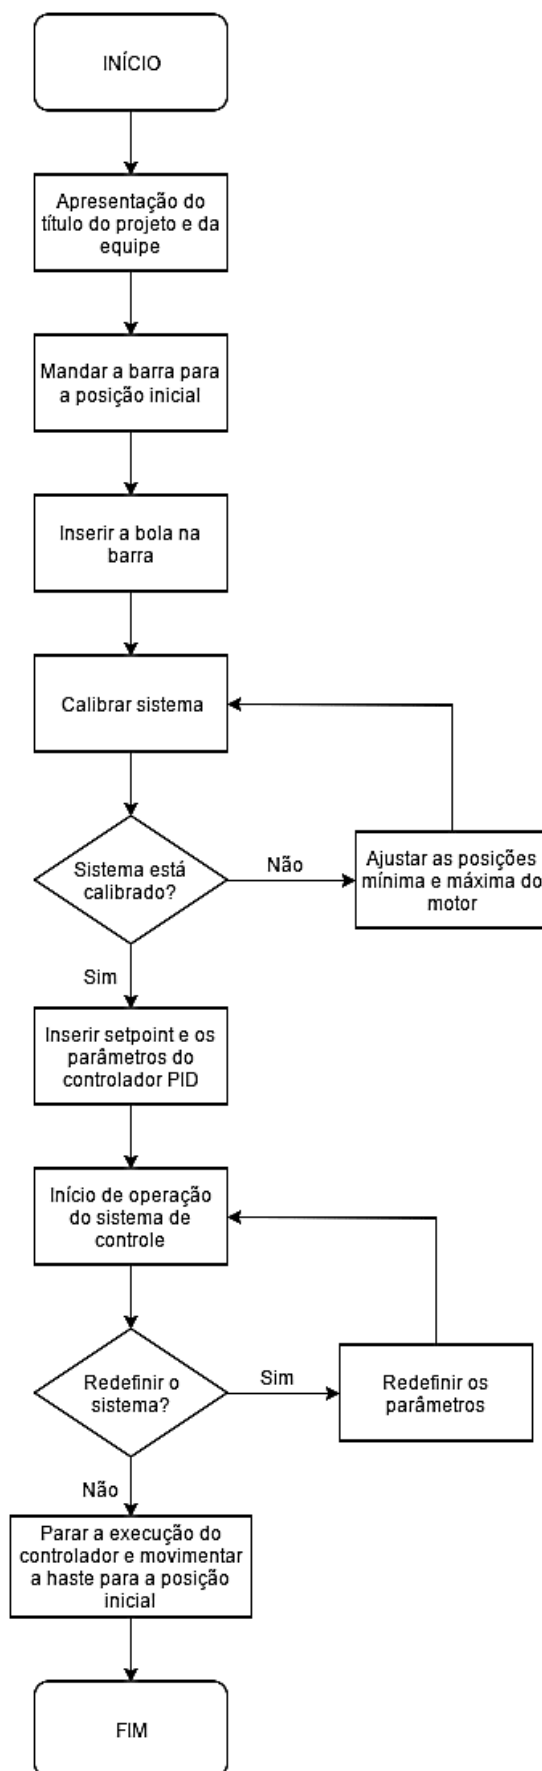 INÍCIO
Apresentação do
título do projeto e da
equipe
Mandar a barra para
a posição inicial
Inserir a bola na
barra
Calibrar sistema
Sistema está
calibrado?
Não
Ajustar as posições
mínima e máxima do
motor
Sim
Inserir setpoint e os
parâmetros do
controlador PID
Início de operação
do sistema de
controle
Redefinir o
sistema?
Sim
Redefinir os
parâmetros
Não
Parar a execução do
controlador e movimentar
a haste para a posição
inicial
FIM